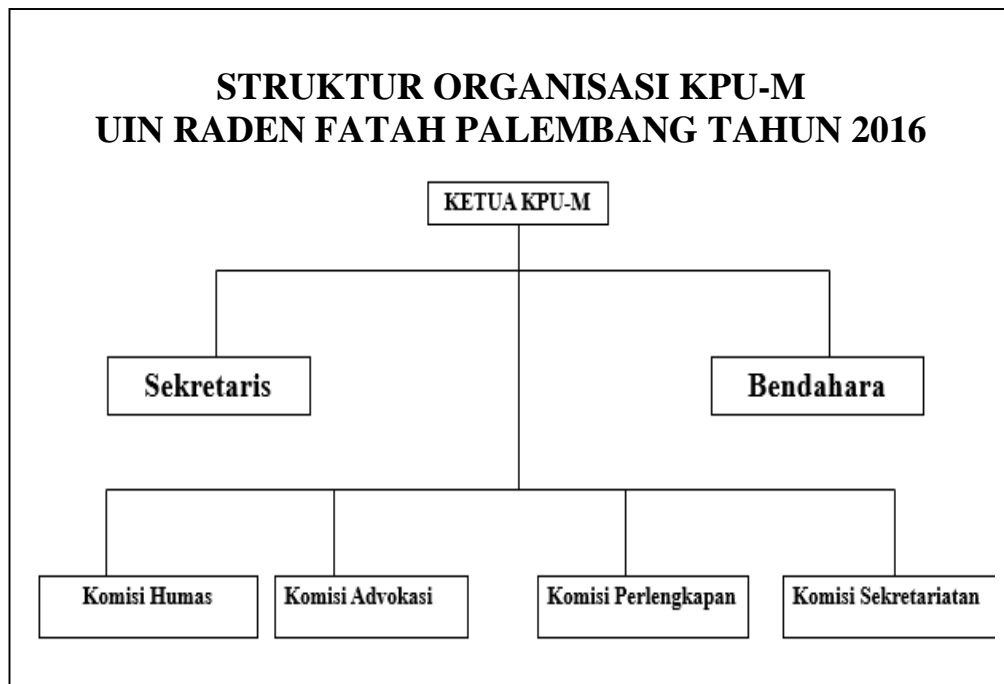 STRUKTUR ORGANISASI KPU-M
UIN RADEN FATAH PALEMBANG TAHUN 2016
KETUA KPU-M
Sekretaris
Bendahara
Komisi Humas
Komisi Advokasi
Komisi Perlengkapan
Komisi Sekretariatan